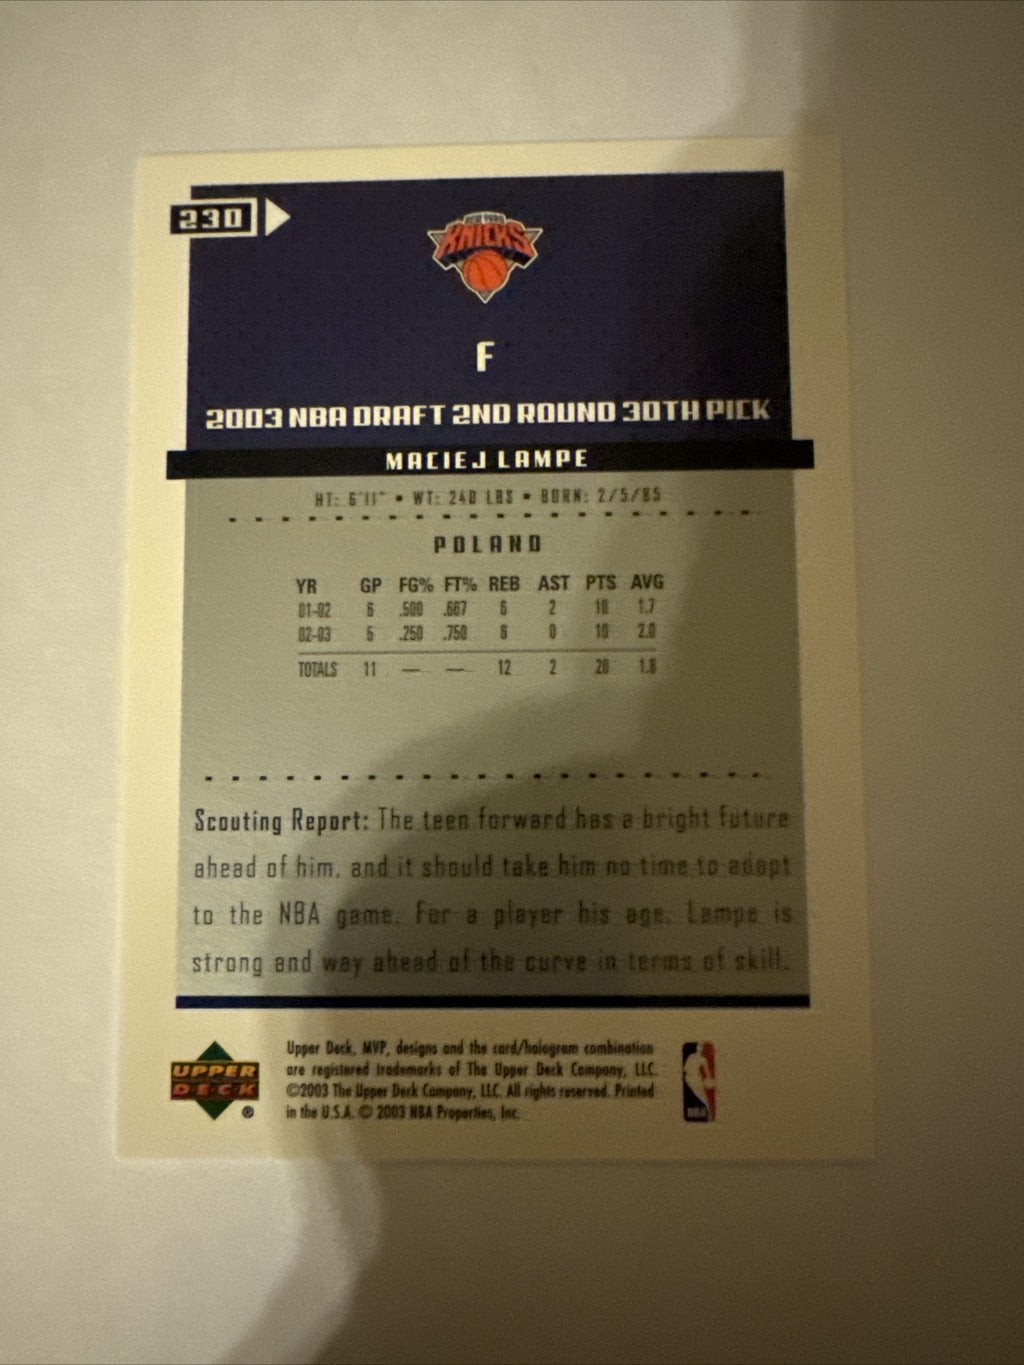 230
NEW YORK
KNICKS
F
2003 NBA DRAFT 2ND ROUND 30TH PICK
MACIEJ LAMPE
HT: 6'11" • WT: 240 LBS • BORN: 2/5/85
POLAND
YR GP FG% FT% REB AST PTS AVG
01-02 6 .500 .667 6 2 10 1.7
02-03 5 .250 .750 6 0 10 2.0
TOTALS 11 — — 12 2 20 1.8
Scouting Report: The teen forward has a bright future
ahead of him, and it should take him no time to adapt
to the NBA game. For a player his age, Lampe is
strong and way ahead of the curve in terms of skill.
UPPER
DECK
®
Upper Deck, MVP, designs and the card/hologram combination
are registered trademarks of The Upper Deck Company, LLC.
©2003 The Upper Deck Company, LLC. All rights reserved. Printed
in the U.S.A. © 2003 NBA Properties, Inc.
NBA